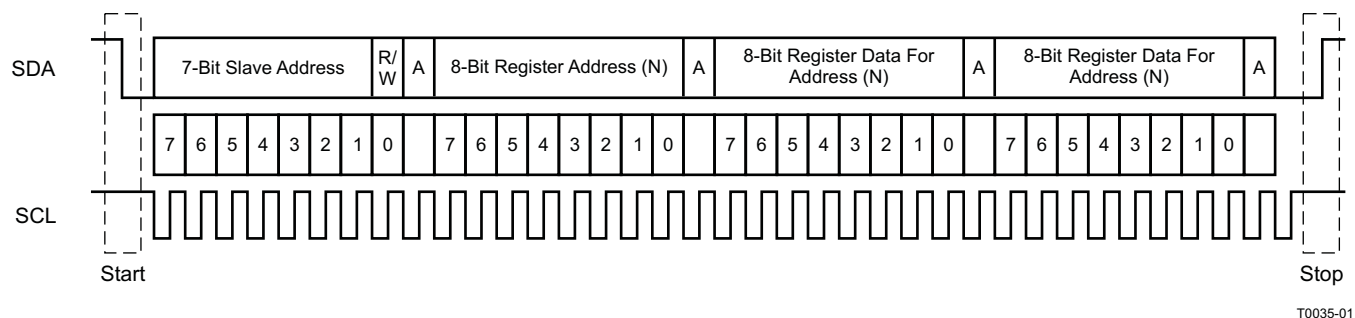 SDA
7-Bit Slave Address
R/
W
A
8-Bit Register Address (N)
A
8-Bit Register Data For
Address (N)
A
8-Bit Register Data For
Address (N)
A
7 6 5 4 3 2 1 0 7 6 5 4 3 2 1 0 7 6 5 4 3 2 1 0 7 6 5 4 3 2 1 0
SCL
Start
Stop
T0035-01